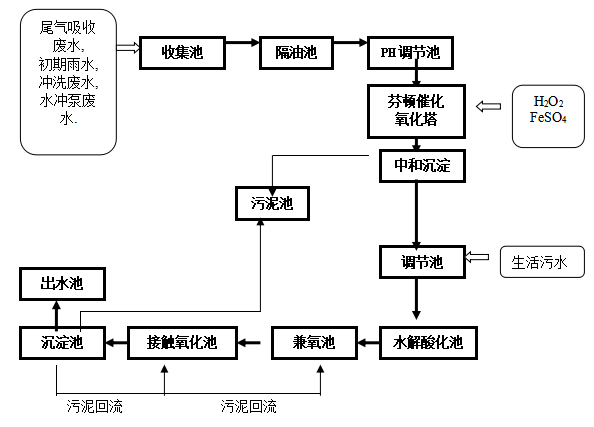 尾气吸收
废水,
初期雨水,
冲洗废水,
水冲泵废
水.
收集池
隔油池
PH 调节池
芬顿催化
氧化塔
H₂O₂
FeSO₄
中和沉淀
污泥池
调节池
生活污水
出水池
沉淀池
接触氧化池
兼氧池
水解酸化池
污泥回流
污泥回流